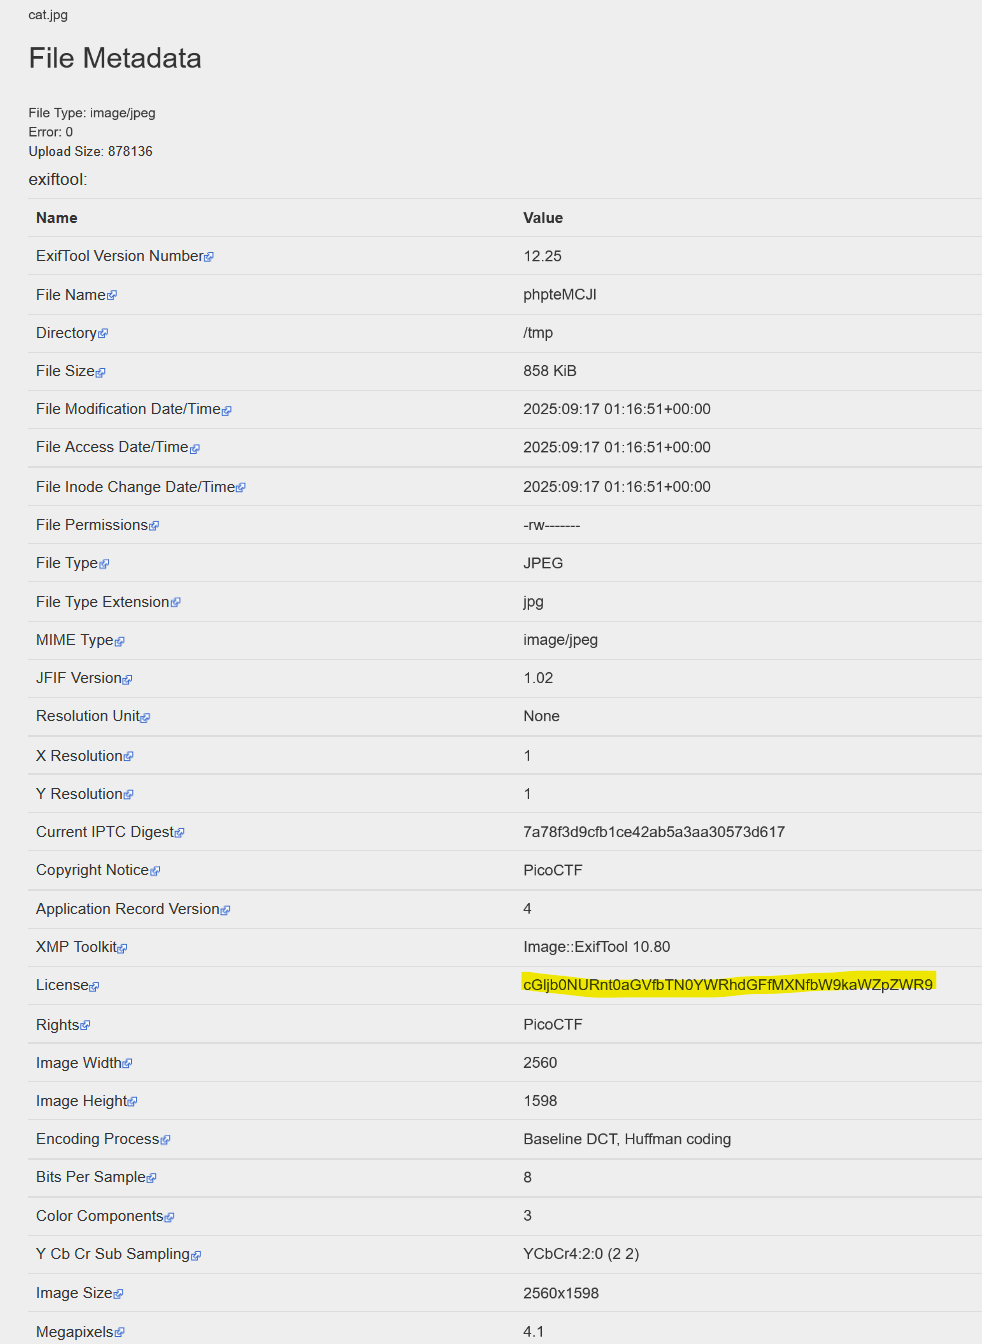 cat.jpg
File Metadata
File Type: image/jpeg
Error: 0
Upload Size: 878136
exiftool:
Name Value
ExifTool Version Number 12.25
File Name phpteMCJI
Directory /tmp
File Size 858 KiB
File Modification Date/Time 2025:09:17 01:16:51+00:00
File Access Date/Time 2025:09:17 01:16:51+00:00
File Inode Change Date/Time 2025:09:17 01:16:51+00:00
File Permissions -rw-------
File Type JPEG
File Type Extension jpg
MIME Type image/jpeg
JFIF Version 1.02
Resolution Unit None
X Resolution 1
Y Resolution 1
Current IPTC Digest 7a78f3d9cfb1ce42ab5a3aa30573d617
Copyright Notice PicoCTF
Application Record Version 4
XMP Toolkit Image::ExifTool 10.80
License cGljb0NURnt0aGVfbTN0YWRhdGFfMXNfbW9kaWZpZWR9
Rights PicoCTF
Image Width 2560
Image Height 1598
Encoding Process Baseline DCT, Huffman coding
Bits Per Sample 8
Color Components 3
Y Cb Cr Sub Sampling YCbCr4:2:0 (2 2)
Image Size 2560x1598
Megapixels 4.1